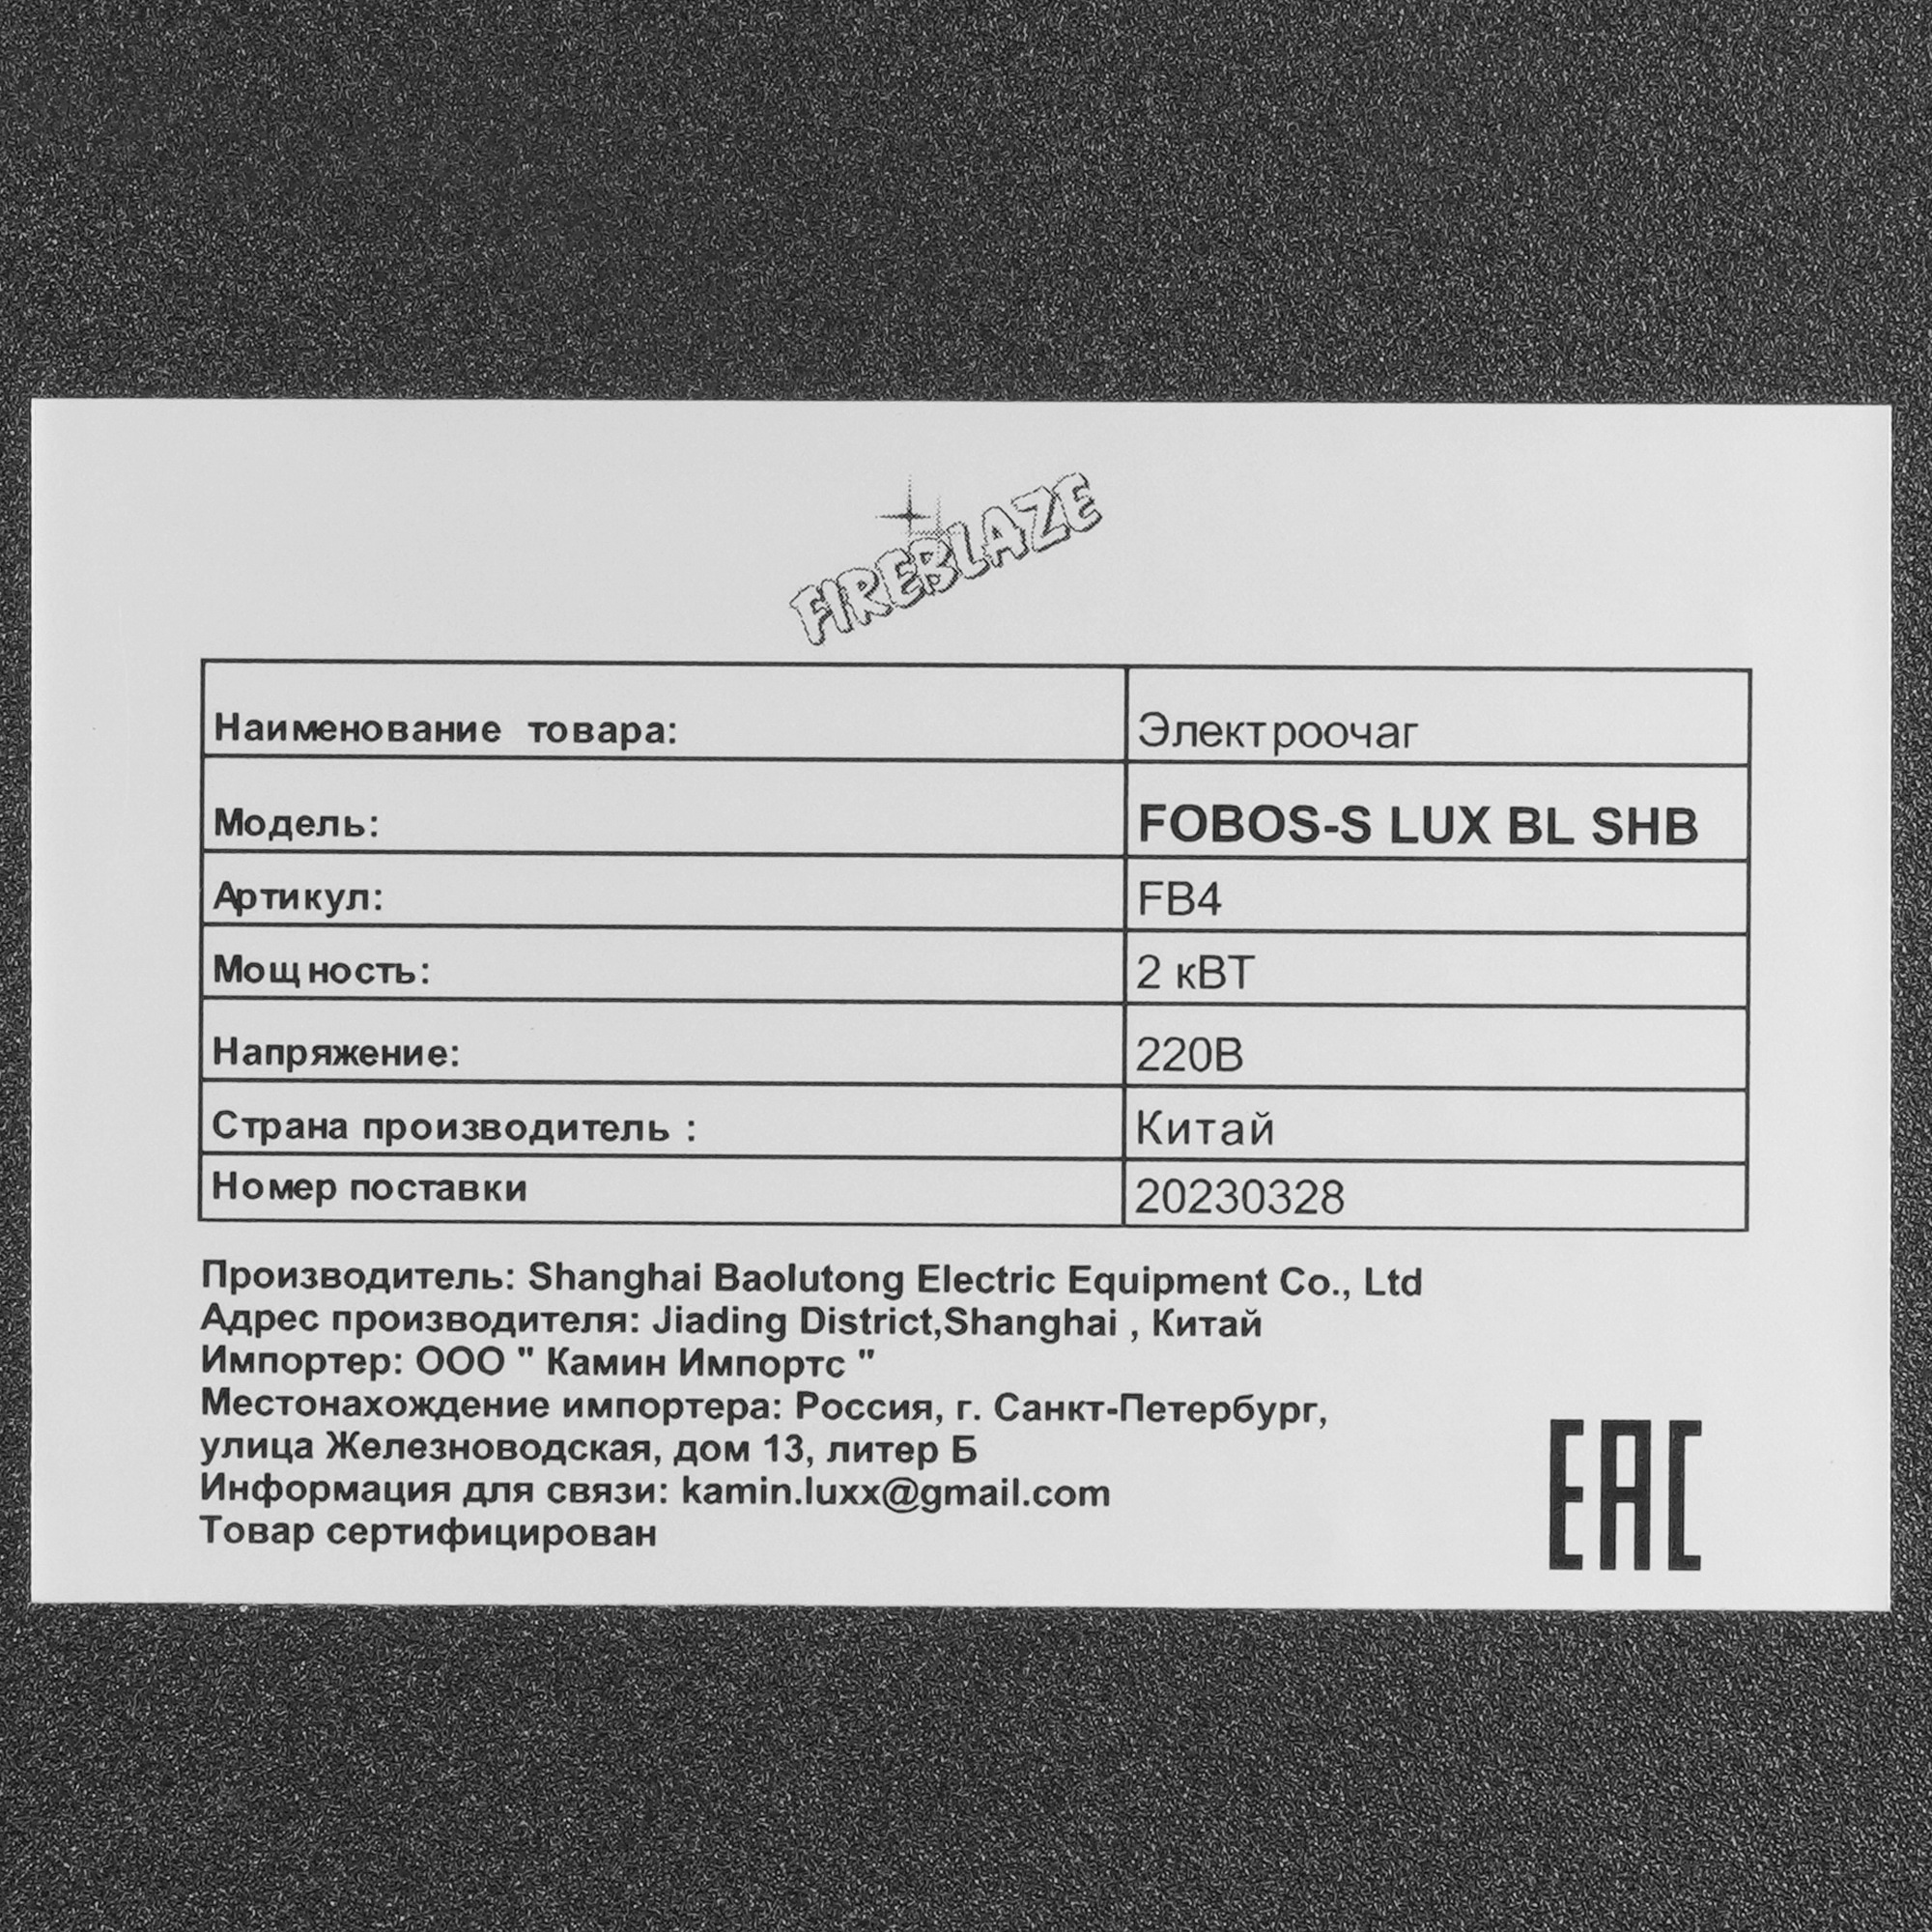 FIREBLAZE
Наименование товара: Электроочаг
Модель: FOBOS-S LUX BL SHB
Артикул: FB4
Мощность: 2 кВТ
Напряжение: 220В
Страна производитель : Китай
Номер поставки 20230328
Производитель: Shanghai Baolutong Electric Equipment Co., Ltd
Адрес производителя: Jiading District,Shanghai , Китай
Импортер: ООО " Камин Импортс "
Местонахождение импортера: Россия, г. Санкт-Петербург,
улица Железноводская, дом 13, литер Б
Информация для связи: kamin.luxx@gmail.com
Товар сертифицирован
EAC